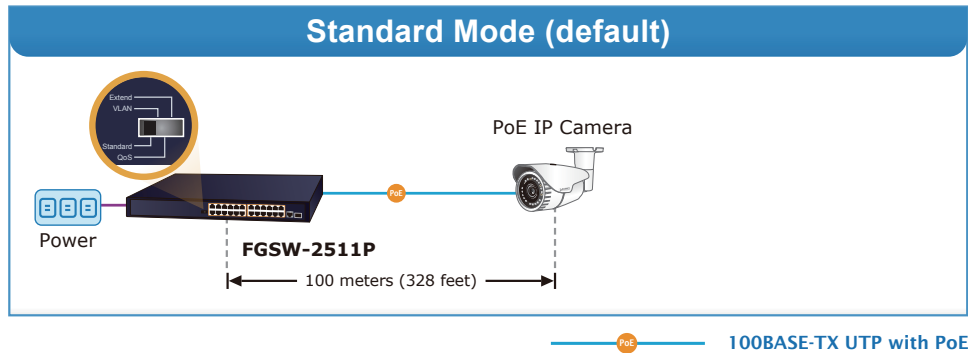 Standard Mode (default)
Extend
VLAN
Standard
QoS
PoE IP Camera
PoE
Power
FGSW-2511P
100 meters (328 feet)
PoE
100BASE-TX UTP with PoE